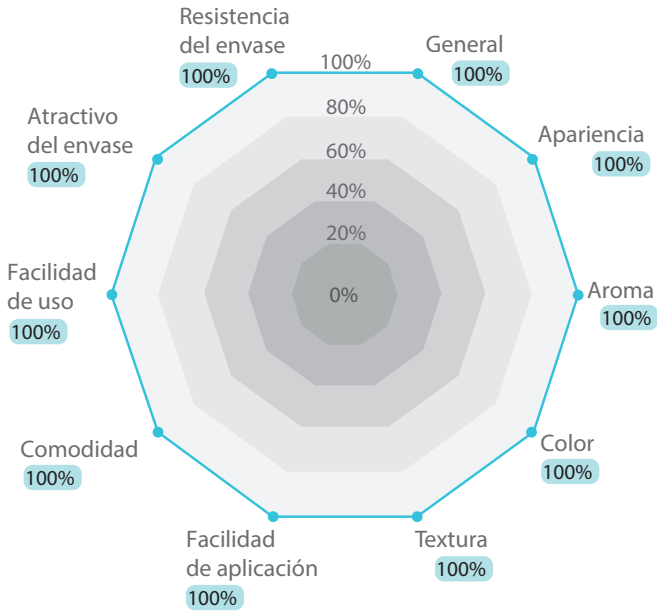 Resistencia
del envase
100%
General
100%
Apariencia
100%
Aroma
100%
Color
100%
Textura
100%
Facilidad
de aplicación
100%
Comodidad
100%
Facilidad
de uso
100%
Atractivo
del envase
100%
100%
80%
60%
40%
20%
0%